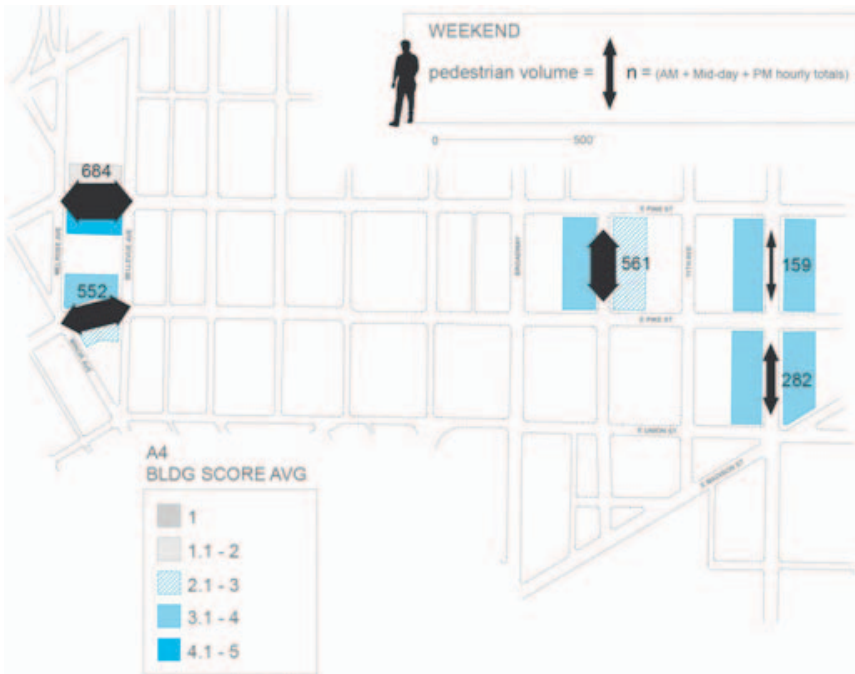 WEEKEND
pedestrian volume = n = (AM + Mid-day + PM hourly totals)
0 500'
684
E PINE ST
MELROSE AVE
BELLEVUE AVE
BROADWAY
11TH AVE
561
159
552
E PIKE ST
MINOR AVE
282
E UNION ST
E MADISON ST
A4
BLDG SCORE AVG
1
1.1 - 2
2.1 - 3
3.1 - 4
4.1 - 5